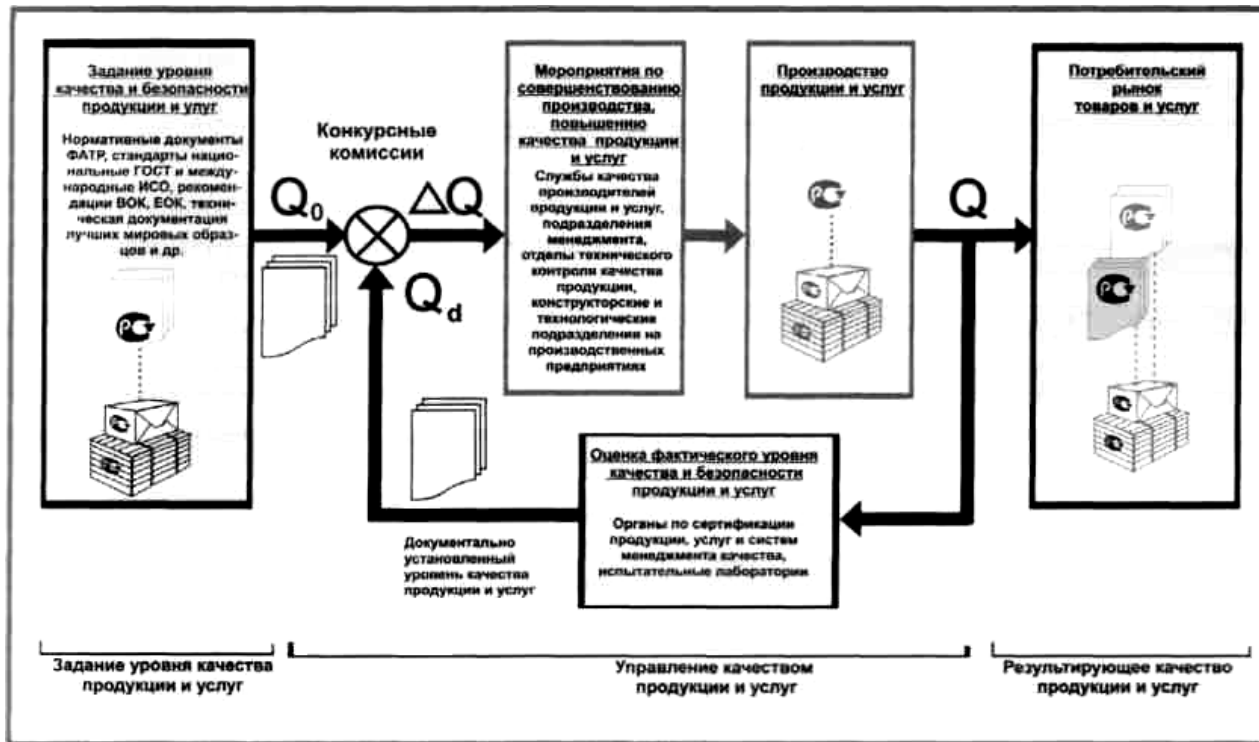 Задание уровня
качества и безопасности
продукции и улуг
Нормативные документы
ФАТР, стандарты нацио-
нальные ГОСТ и между-
народные ИСО, рекомен-
дации ВОК, ЕОК, техни-
ческая документация
лучших мировых образ-
цов и др.
Q0
Конкурсные
комиссии
ΔQ
Qd
Мероприятия по
совершенствованию
производства,
повышению
качества продукции
и услуг
Службы качества
производителей
продукции и услуг,
подразделения
менеджмента,
отделы технического
контроля качества
продукции,
конструкторские и
технологические
подразделения на
производственных
предприятиях
Производство
продукции и услуг
Q
Потребительский
рынок
товаров и услуг
Оценка фактического уровня
качества и безопасности
продукции и услуг
Органы по сертификации
продукции, услуг и систем
менеджмента качества,
испытательные лаборатории
Документально
установленный
уровень качества
продукции и услуг
Задание уровня качества
продукции и услуг
Управление качеством
продукции и услуг
Результирующее качество
продукции и услуг